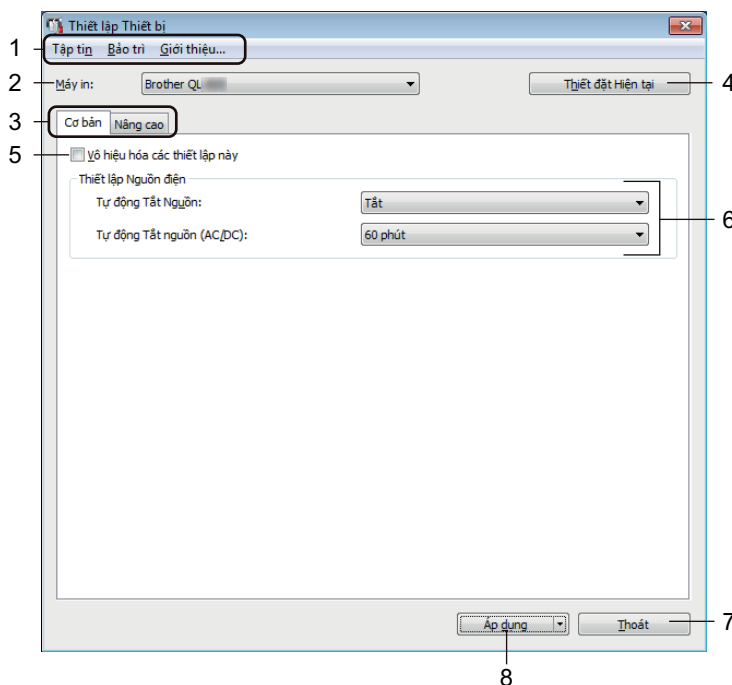 Thiết lập Thiết bị
1 Tập tin Bảo trì Giới thiệu...
2 Máy in: Brother QL Thiết đặt Hiện tại 4
3 Cơ bản Nâng cao
5 Vô hiệu hóa các thiết lập này
Thiết lập Nguồn điện
Tự động Tắt Nguồn: Tắt
6
Tự động Tắt nguồn (AC/DC): 60 phút
Áp dụng Thoát 7
8